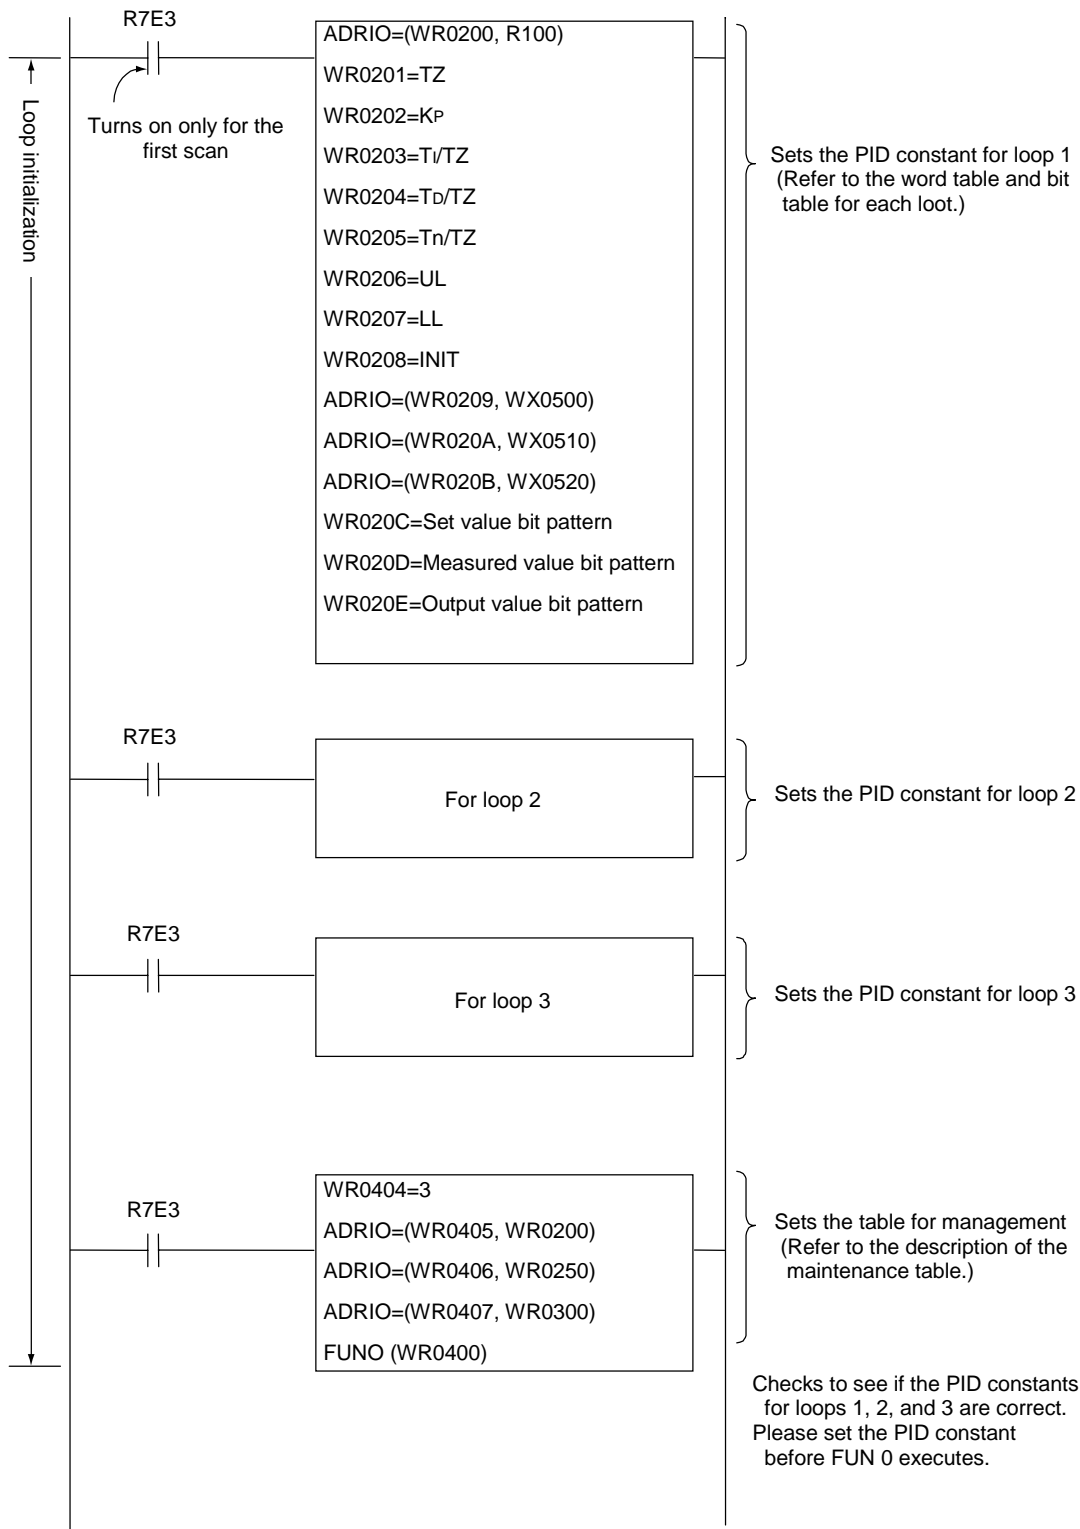 R7E3
Turns on only for the
first scan
Loop initialization
ADRIO=(WR0200, R100)
WR0201=TZ
WR0202=KP
WR0203=TI/TZ
WR0204=TD/TZ
WR0205=Tn/TZ
WR0206=UL
WR0207=LL
WR0208=INIT
ADRIO=(WR0209, WX0500)
ADRIO=(WR020A, WX0510)
ADRIO=(WR020B, WX0520)
WR020C=Set value bit pattern
WR020D=Measured value bit pattern
WR020E=Output value bit pattern
Sets the PID constant for loop 1
(Refer to the word table and bit
table for each loot.)
R7E3
For loop 2
Sets the PID constant for loop 2
R7E3
For loop 3
Sets the PID constant for loop 3
R7E3
WR0404=3
ADRIO=(WR0405, WR0200)
ADRIO=(WR0406, WR0250)
ADRIO=(WR0407, WR0300)
FUNO (WR0400)
Sets the table for management
(Refer to the description of the
maintenance table.)
Checks to see if the PID constants
for loops 1, 2, and 3 are correct.
Please set the PID constant
before FUN 0 executes.